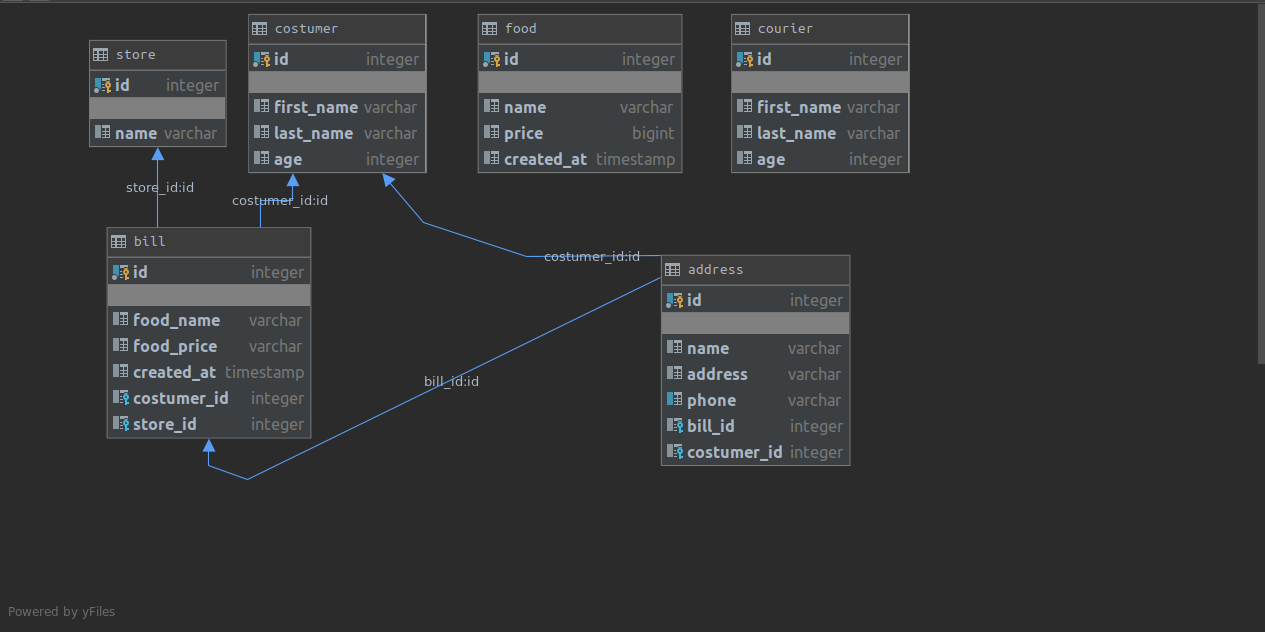 store
id integer
name varchar
costumer
id integer
first_name varchar
last_name varchar
age integer
food
id integer
name varchar
price bigint
created_at timestamp
courier
id integer
first_name varchar
last_name varchar
age integer
store_id:id
costumer_id:id
costumer_id:id
bill_id:id
bill
id integer
food_name varchar
food_price varchar
created_at timestamp
costumer_id integer
store_id integer
address
id integer
name varchar
address varchar
phone varchar
bill_id integer
costumer_id integer
Powered by yFiles